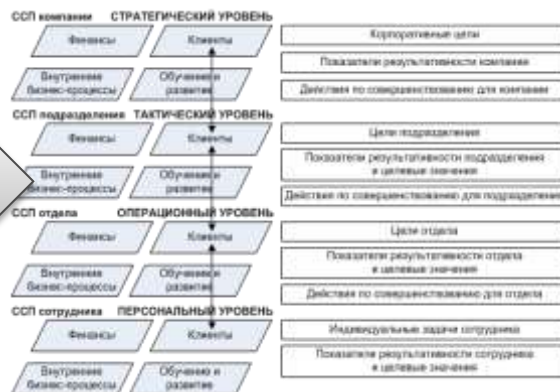 ССП компании СТРАТЕГИЧЕСКИЙ УРОВЕНЬ
Финансы Клиенты Корпоративные цели
Показатели результативности компании
Внутренние Обучение и
бизнес-процессы развитие Действия по совершенствованию для компании
ССП подразделения ТАКТИЧЕСКИЙ УРОВЕНЬ
Финансы Клиенты Цели подразделения
Показатели результативности подразделения
и целевые значения
Внутренние Обучение и
бизнес-процессы развитие
Действия по совершенствованию для подразделения
ССП отдела ОПЕРАЦИОННЫЙ УРОВЕНЬ
Финансы Клиенты Цели отдела
Показатели результативности отдела
и целевые значения
Внутренние Обучение и
бизнес-процессы развитие Действия по совершенствованию для отдела
ССП сотрудника ПЕРСОНАЛЬНЫЙ УРОВЕНЬ
Финансы Клиенты Индивидуальные задачи сотрудника
Показатели результативности сотрудника
и целевые значения
Внутренние Обучение и
бизнес-процессы развитие